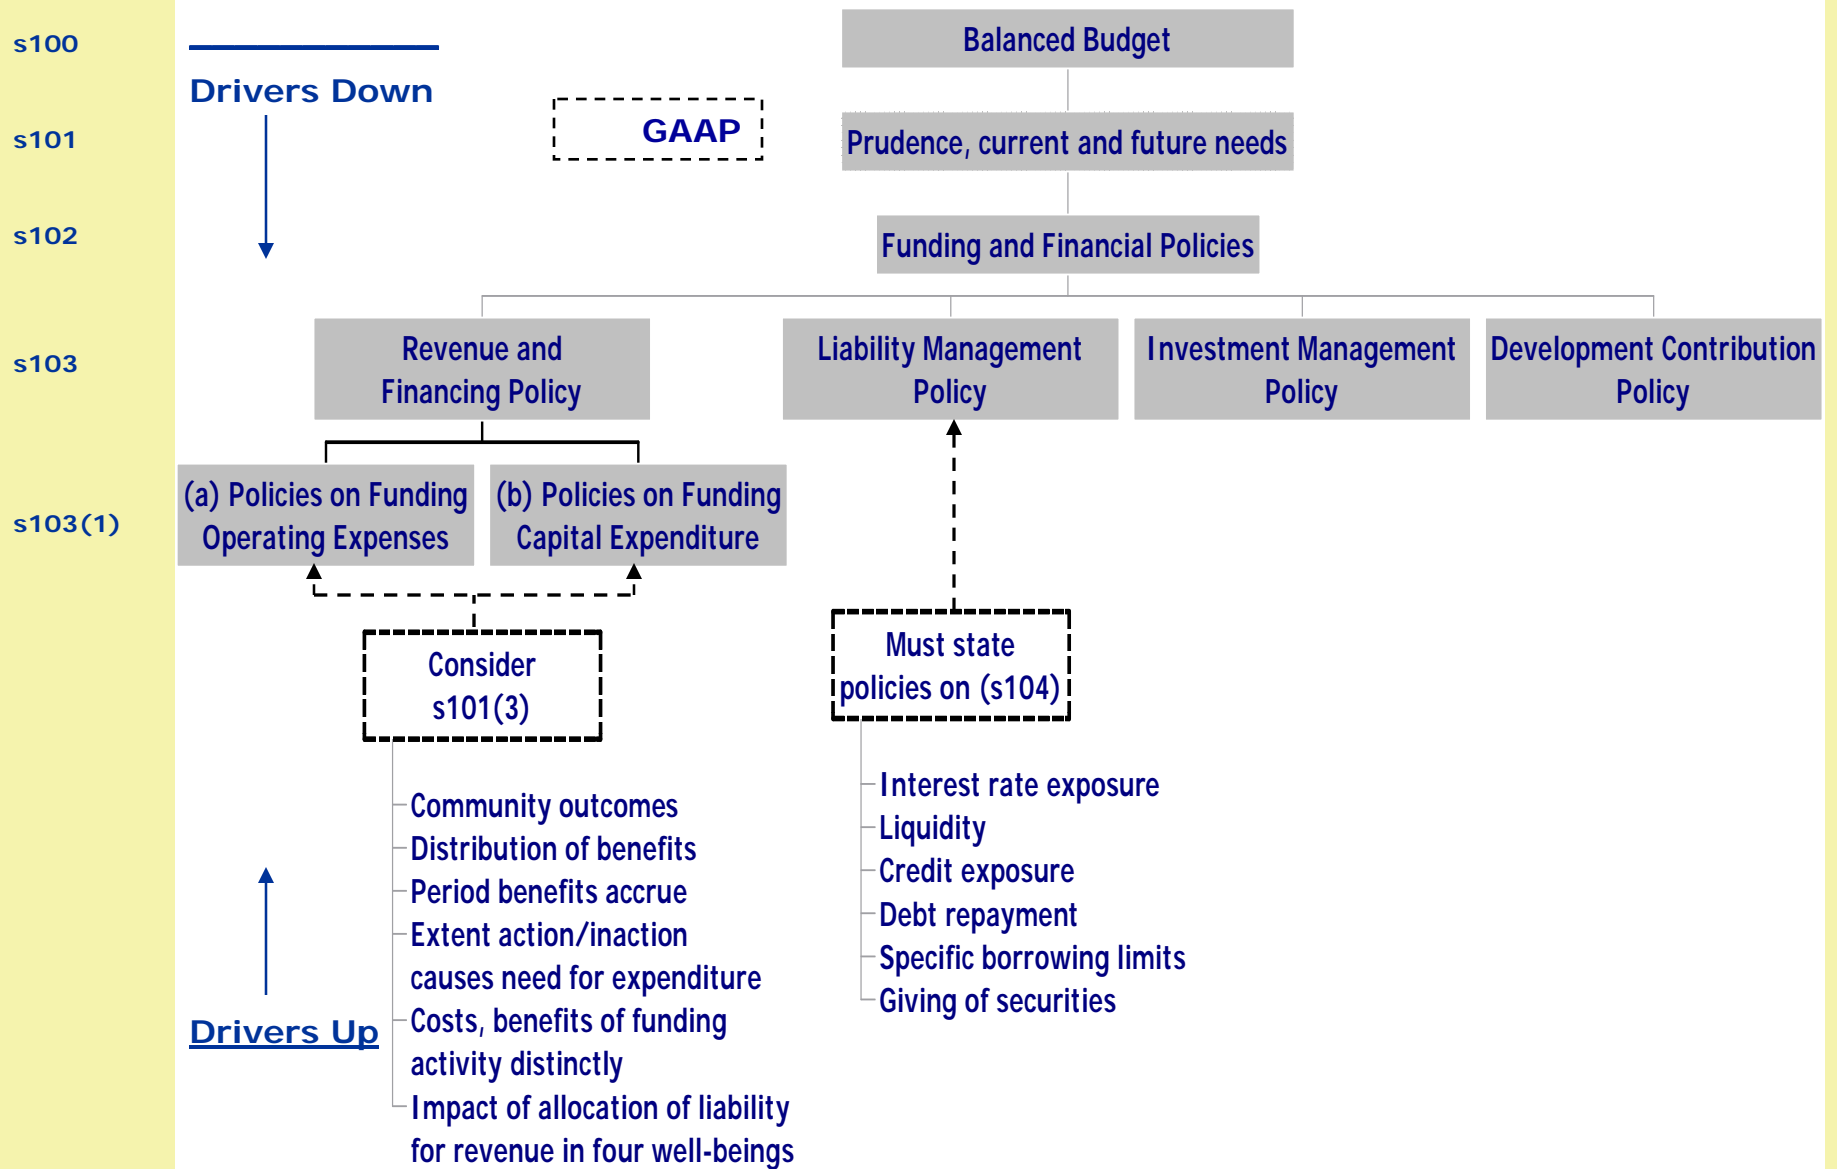 s100
Balanced Budget
Drivers Down
GAAP
s101
Prudence, current and future needs
s102
Funding and Financial Policies
s103
Revenue and
Financing Policy
Liability Management
Policy
Investment Management
Policy
Development Contribution
Policy
s103(1)
(a) Policies on Funding
Operating Expenses
(b) Policies on Funding
Capital Expenditure
Consider
s101(3)
Must state
policies on (s104)
Community outcomes
Distribution of benefits
Period benefits accrue
Extent action/inaction
causes need for expenditure
Costs, benefits of funding
activity distinctly
Impact of allocation of liability
for revenue in four well-beings
Interest rate exposure
Liquidity
Credit exposure
Debt repayment
Specific borrowing limits
Giving of securities
Drivers Up